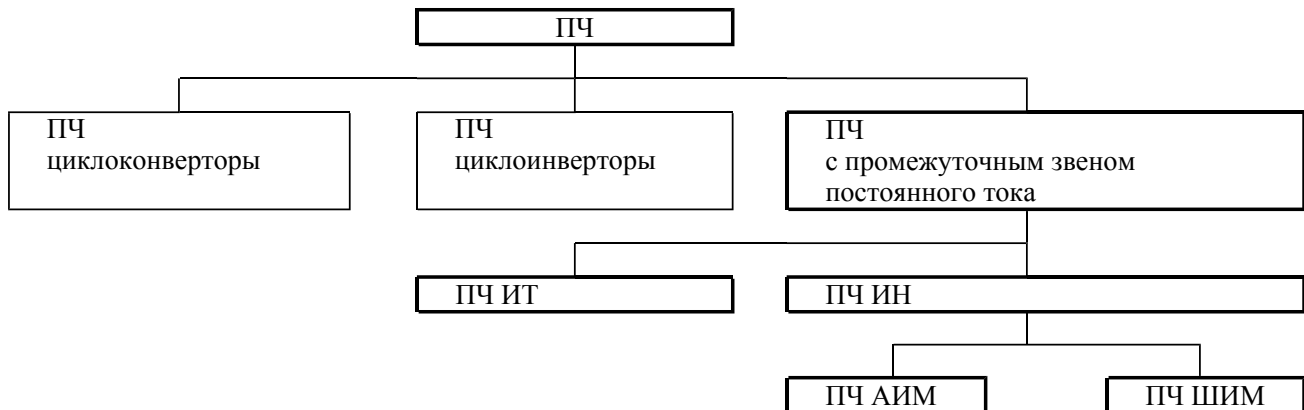 ПЧ
ПЧ
циклоконверторы
ПЧ
циклоинверторы
ПЧ
с промежуточным звеном
постоянного тока
ПЧ ИТ
ПЧ ИН
ПЧ АИМ
ПЧ ШИМ